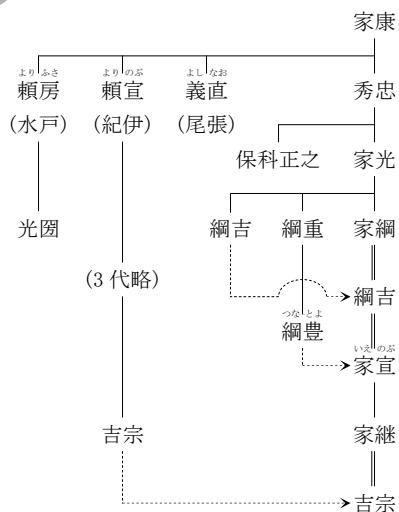 家康
よりふさ よりのぶ よしなお
頼房 頼宣 義直 秀忠
(水戸) (紀伊) (尾張)
保科正之 家光
光圀 綱吉 綱重 家綱
(3代略)
綱吉
つなとよ
綱豊
いえのぶ
家宣
吉宗 家継
吉宗